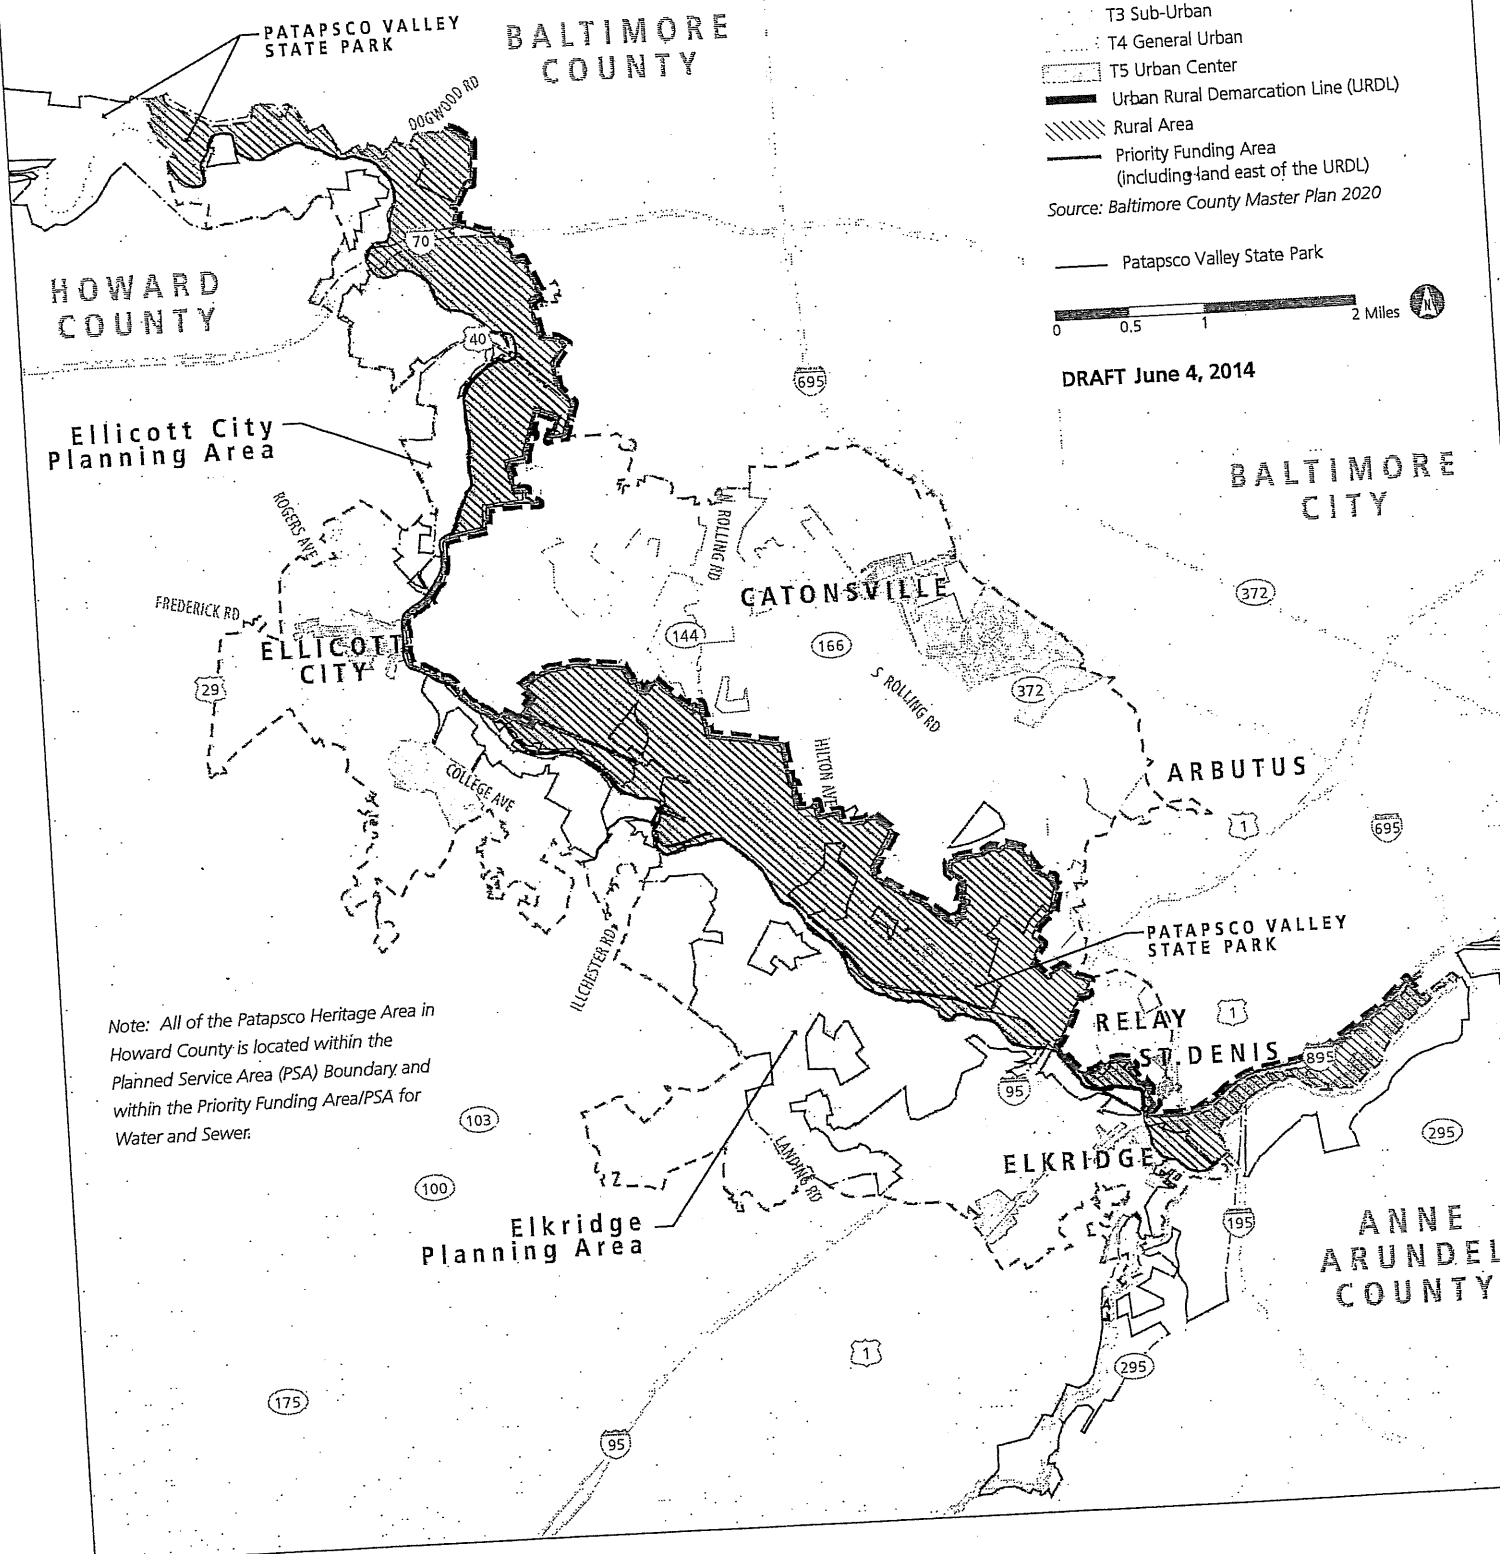 PATAPSCO VALLEY
STATE PARK
BALTIMORE
COUNTY
DOGWOOD RD
T3 Sub-Urban
T4 General Urban
T5 Urban Center
Urban Rural Demarcation Line (URDL)
Rural Area
Priority Funding Area
(including land east of the URDL)
Source: Baltimore County Master Plan 2020
Patapsco Valley State Park
0 0.5 1 2 Miles
N
DRAFT June 4, 2014
70
HOWARD
COUNTY
40
695
Ellicott City
Planning Area
BALTIMORE
CITY
ROGERS AVE
N ROLLING RD
CATONSVILLE
372
FREDERICK RD
ELLICOTT
CITY
144
166
29
S ROLLING RD
372
HILTON AVE
COLLEGE AVE
ARBUTUS
1
695
PATAPSCO VALLEY
STATE PARK
ILLCHESTER RD
Note: All of the Patapsco Heritage Area in
Howard County is located within the
Planned Service Area (PSA) Boundary and
within the Priority Funding Area/PSA for
Water and Sewer.
RELAY
1
ST. DENIS
895
95
103
295
LANDING RD
ELKRIDGE
100
Elkridge
Planning Area
195
ANNE
ARUNDEL
COUNTY
1
295
175
95